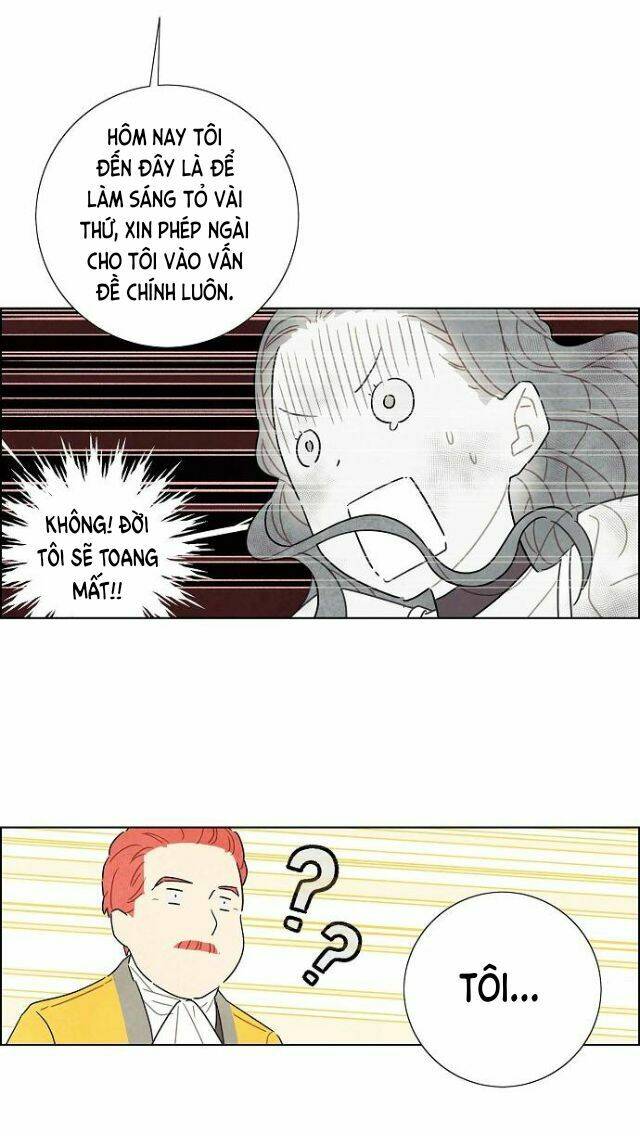 HÔM NAY TÔI
ĐẾN ĐÂY LÀ ĐỂ
LÀM SÁNG TỎ VÀI
THỨ, XIN PHÉP NGÀI
CHO TÔI VÀO VẤN
ĐỀ CHÍNH LUÔN.
KHÔNG! ĐỜI
TÔI SẼ TOANG
MẤT!!
??
TÔI...